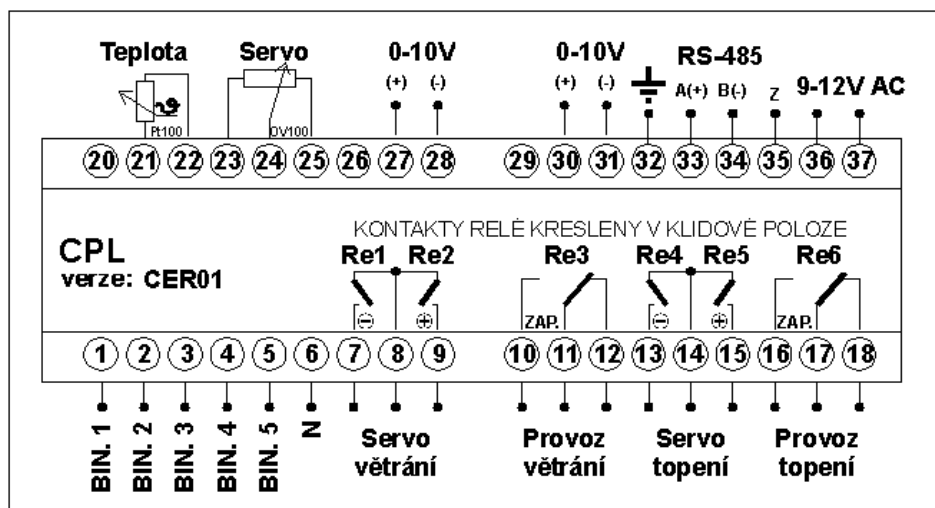 Teplota Servo 0-10V 0-10V RS-485
(+) (-) (+) (-) A(+) B(-) Z 9-12V AC
Pt100 OV100
20 21 22 23 24 25 26 27 28 29 30 31 32 33 34 35 36 37
KONTAKTY RELÉ KRESLENY V KLIDOVÉ POLOZE
CPL
verze: CER01
Re1 Re2 Re3 Re4 Re5 Re6
- + ZAP. - + ZAP.
1 2 3 4 5 6 7 8 9 10 11 12 13 14 15 16 17 18
BIN. 1
BIN. 2
BIN. 3
BIN. 4
BIN. 5
N
Servo
větrání
Provoz
větrání
Servo
topení
Provoz
topení